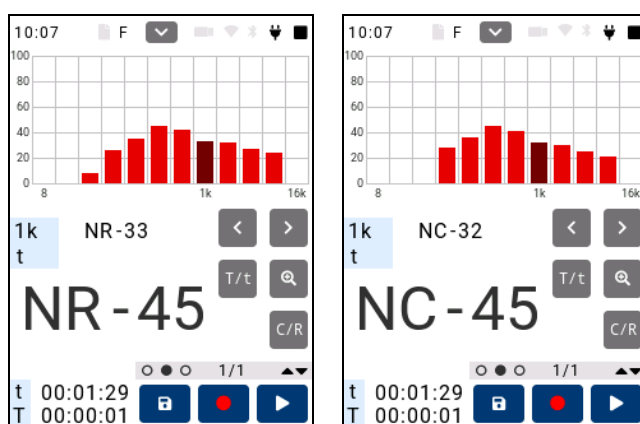 10:07 F
100
80
60
40
20
0
8 1k 16k
1k NR-33
t
T/t
NR-45
C/R
1/1
t 00:01:29
T 00:00:01
10:07 F
100
80
60
40
20
0
8 1k 16k
1k NC-32
t
T/t
NC-45
C/R
1/1
t 00:01:29
T 00:00:01